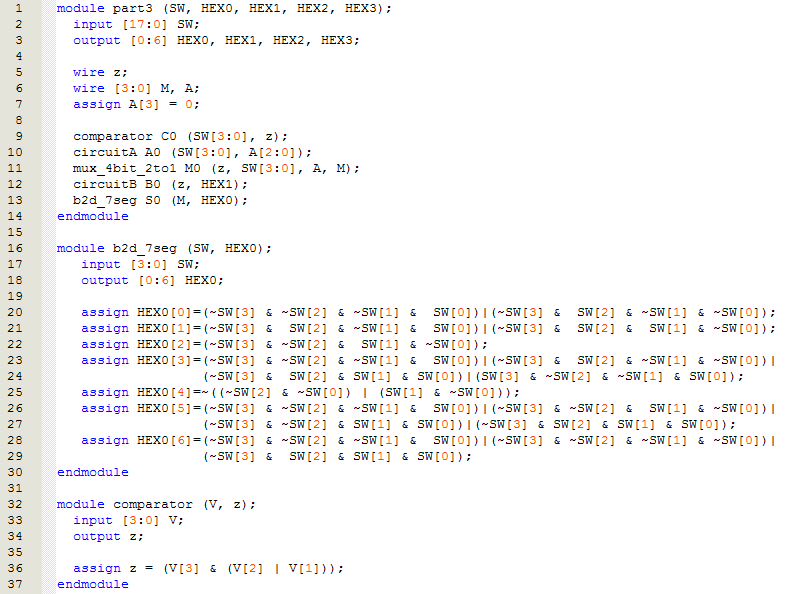 1 module part3 (SW, HEX0, HEX1, HEX2, HEX3);
2 input [17:0] SW;
3 output [0:6] HEX0, HEX1, HEX2, HEX3;
4
5 wire z;
6 wire [3:0] M, A;
7 assign A[3] = 0;
8
9 comparator C0 (SW[3:0], z);
10 circuitA A0 (SW[3:0], A[2:0]);
11 mux_4bit_2to1 M0 (z, SW[3:0], A, M);
12 circuitB B0 (z, HEX1);
13 b2d_7seg S0 (M, HEX0);
14 endmodule
15
16 module b2d_7seg (SW, HEX0);
17 input [3:0] SW;
18 output [0:6] HEX0;
19
20 assign HEX0[0]=(~SW[3] & ~SW[2] & ~SW[1] & SW[0])|(~SW[3] & SW[2] & ~SW[1] & ~SW[0]);
21 assign HEX0[1]=(~SW[3] & SW[2] & ~SW[1] & SW[0])|(~SW[3] & SW[2] & SW[1] & ~SW[0]);
22 assign HEX0[2]=(~SW[3] & ~SW[2] & SW[1] & ~SW[0]);
23 assign HEX0[3]=(~SW[3] & ~SW[2] & ~SW[1] & SW[0])|(~SW[3] & SW[2] & ~SW[1] & ~SW[0])|
24 (~SW[3] & SW[2] & SW[1] & SW[0])|(SW[3] & ~SW[2] & ~SW[1] & SW[0]);
25 assign HEX0[4]=~((~SW[2] & ~SW[0]) | (SW[1] & ~SW[0]));
26 assign HEX0[5]=(~SW[3] & ~SW[2] & ~SW[1] & SW[0])|(~SW[3] & ~SW[2] & SW[1] & ~SW[0])|
27 (~SW[3] & ~SW[2] & SW[1] & SW[0])|(~SW[3] & SW[2] & SW[1] & SW[0]);
28 assign HEX0[6]=(~SW[3] & ~SW[2] & ~SW[1] & SW[0])|(~SW[3] & ~SW[2] & ~SW[1] & ~SW[0])|
29 (~SW[3] & SW[2] & SW[1] & SW[0]);
30 endmodule
31
32 module comparator (V, z);
33 input [3:0] V;
34 output z;
35
36 assign z = (V[3] & (V[2] | V[1]));
37 endmodule